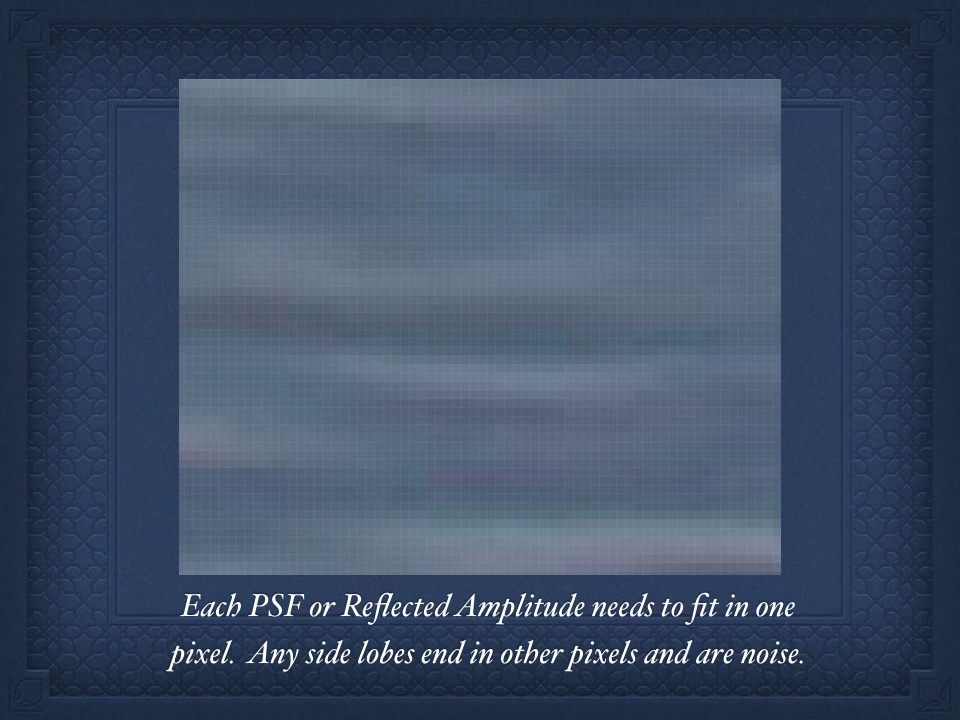 Each PSF or Reflected Amplitude needs to fit in one
pixel.  Any side lobes end in other pixels and are noise.